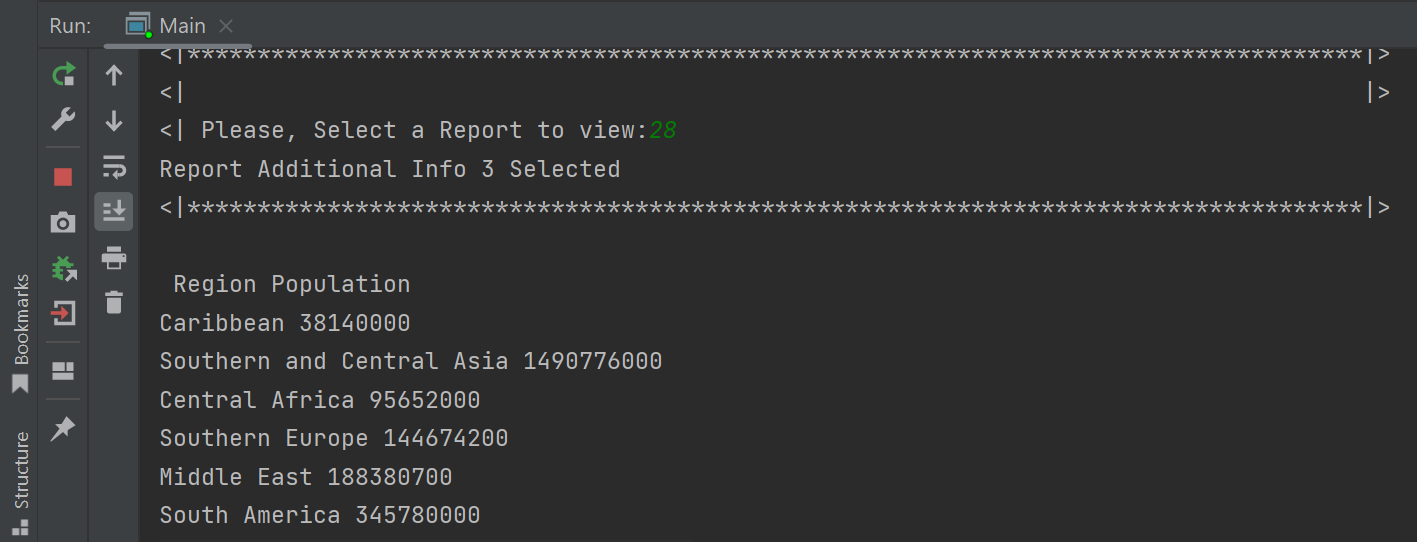 Run: Main
<|************************************************************************************|>
<| |>
<| Please, Select a Report to view:28
Report Additional Info 3 Selected
<|************************************************************************************|>
Region Population
Caribbean 38140000
Southern and Central Asia 1490776000
Central Africa 95652000
Southern Europe 144674200
Middle East 188380700
South America 345780000
Bookmarks
Structure